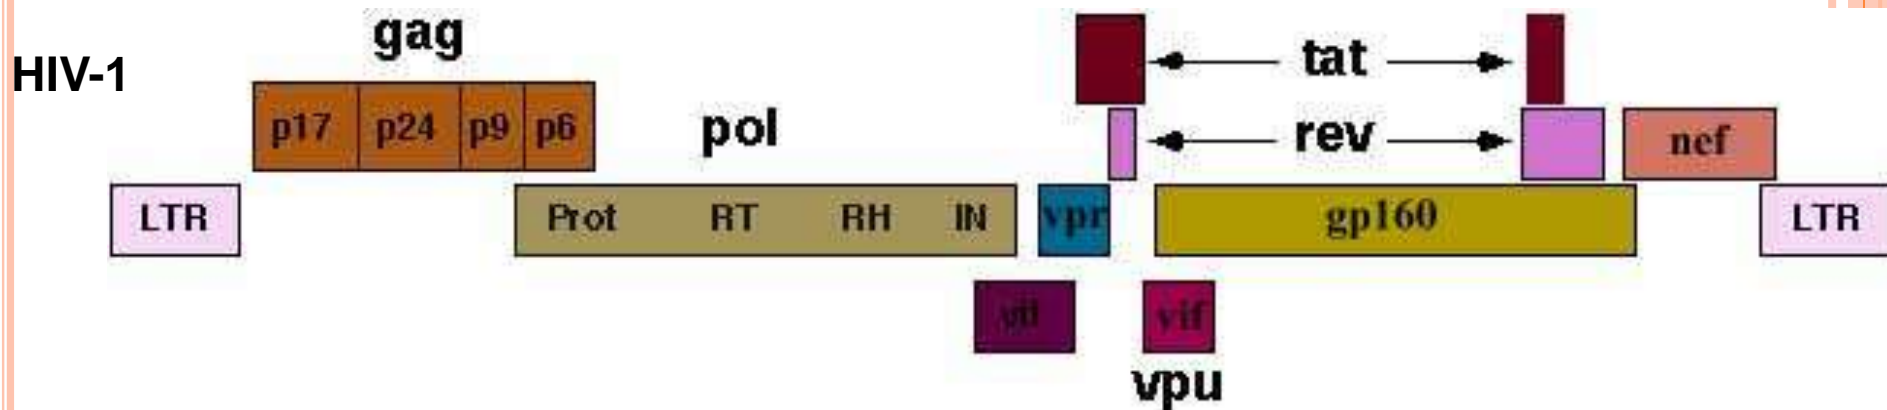 gag
HIV-1
tat
p17 p24 p9 p6
pol
rev
nef
LTR
Prot RT RH IN
vpr
gp160
LTR
vif
vpu